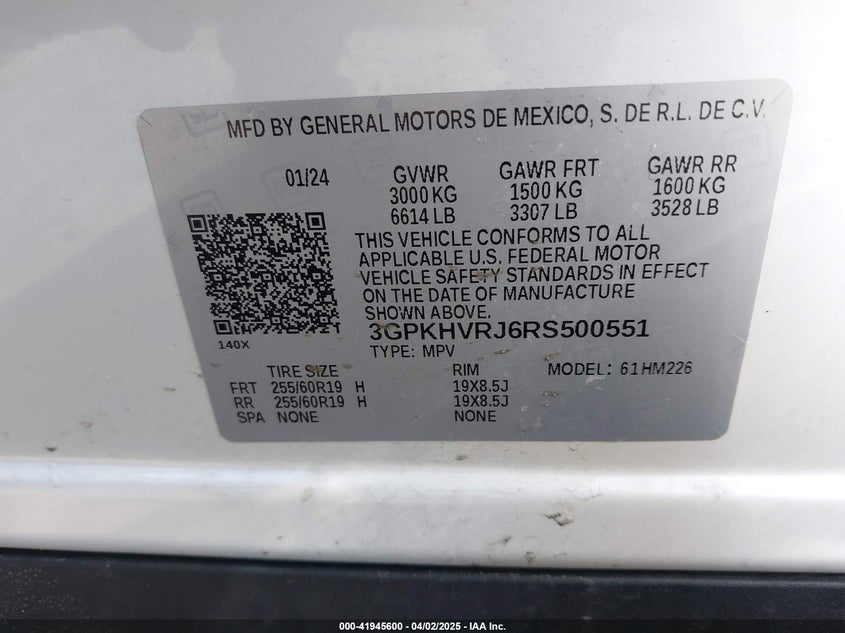 MFD BY GENERAL MOTORS DE MEXICO, S. DE R.L. DE C.V.
01/24 GVWR GAWR FRT GAWR RR
3000 KG 1500 KG 1600 KG
6614 LB 3307 LB 3528 LB
THIS VEHICLE CONFORMS TO ALL
APPLICABLE U.S. FEDERAL MOTOR
VEHICLE SAFETY STANDARDS IN EFFECT
ON THE DATE OF MANUFACTURE
SHOWN ABOVE.
140X
3GPKHVRJ6RS500551
TYPE: MPV
TIRE SIZE RIM MODEL: 61HM226
FRT 255/60R19 H 19X8.5J
RR 255/60R19 H 19X8.5J
SPA NONE NONE
000-41945600 / 04/02/2025 - IAA Inc.